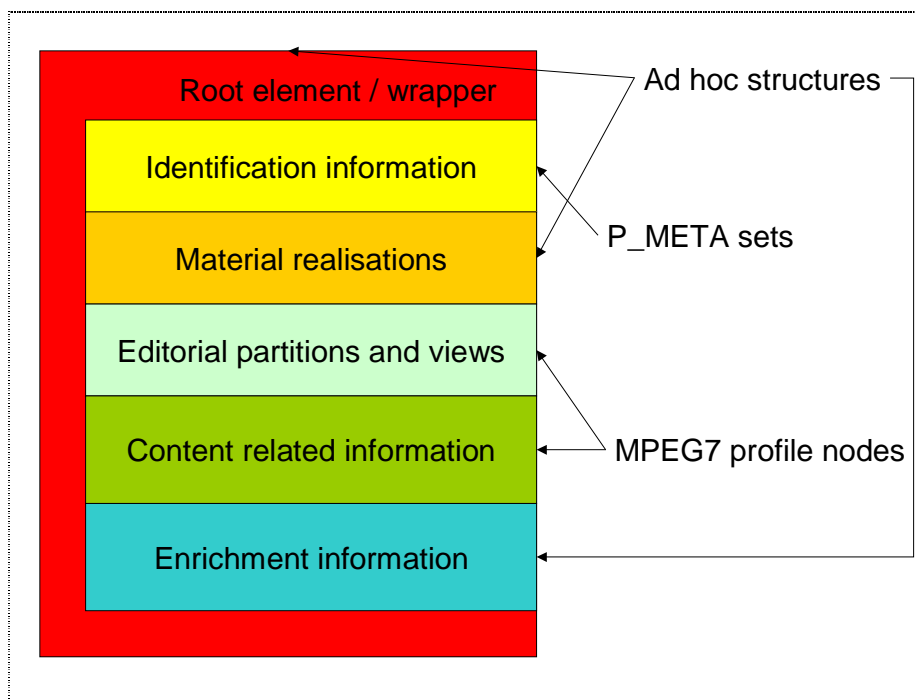 Root element / wrapper
Ad hoc structures
Identification information
P_META sets
Material realisations
Editorial partitions and views
Content related information
MPEG7 profile nodes
Enrichment information